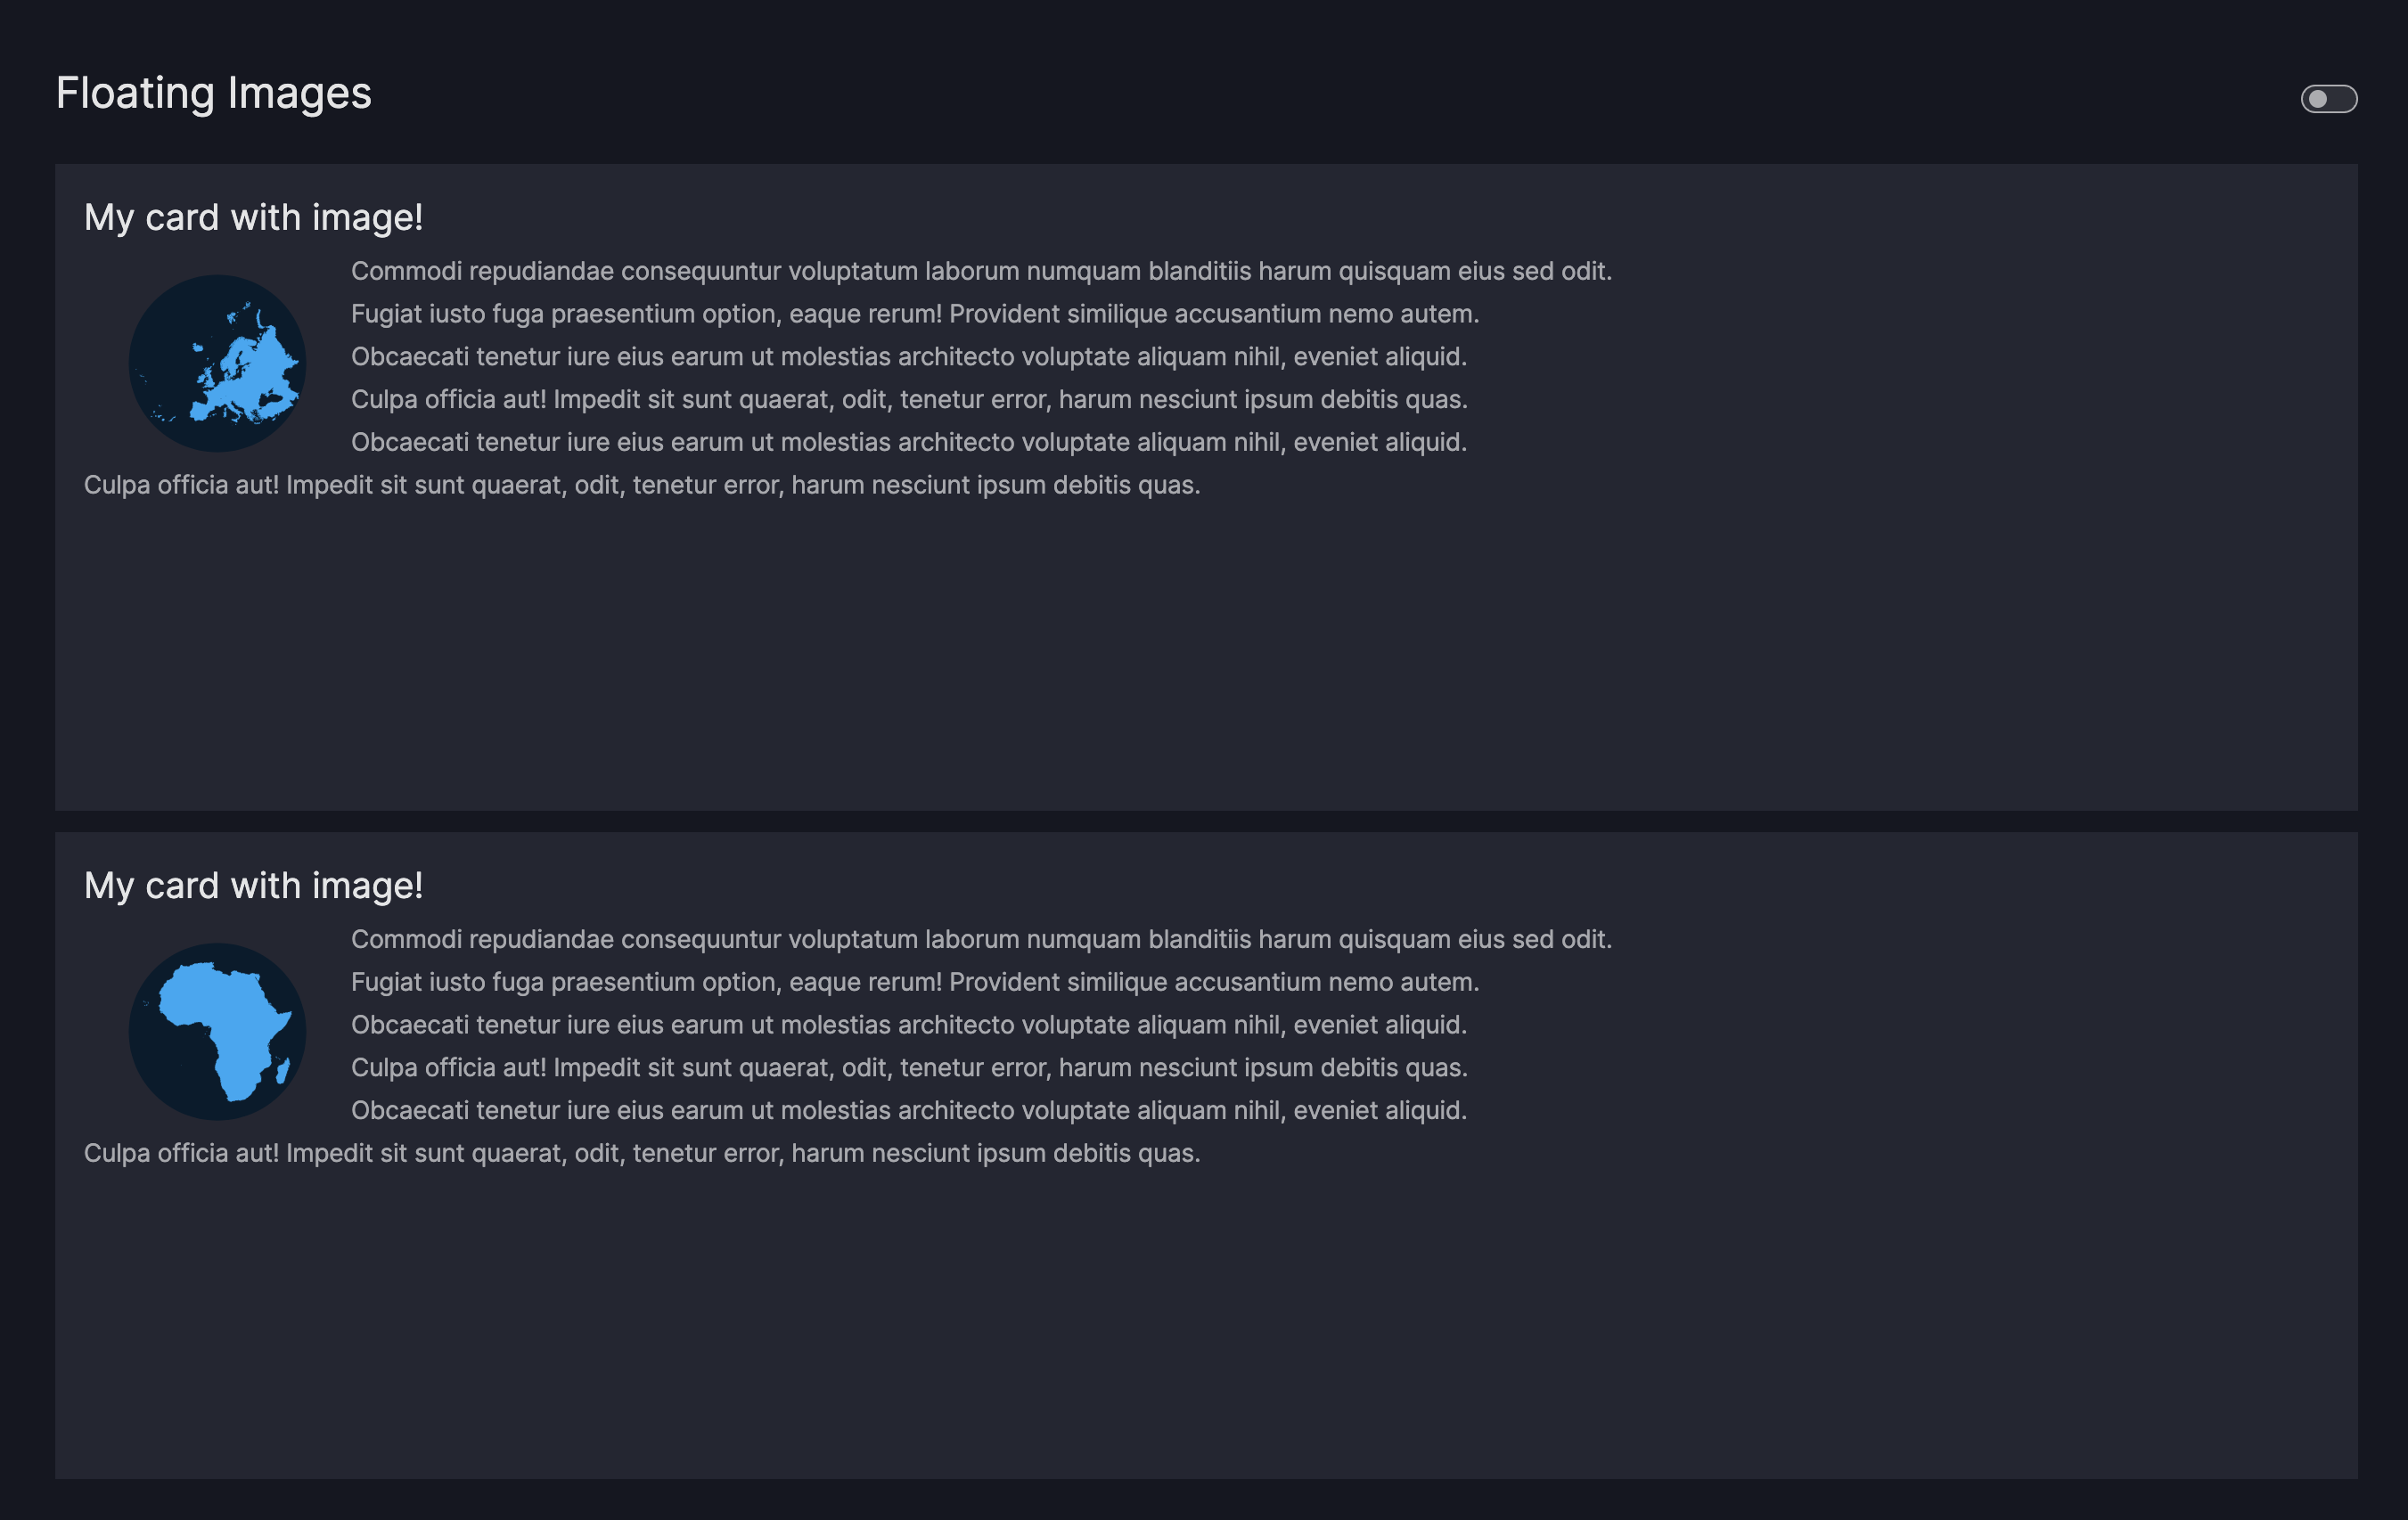 Floating Images
My card with image!
Commodi repudiandae consequuntur voluptatum laborum numquam blanditiis harum quisquam eius sed odit.
Fugiat iusto fuga praesentium option, eaque rerum! Provident similique accusantium nemo autem.
Obcaecati tenetur iure eius earum ut molestias architecto voluptate aliquam nihil, eveniet aliquid.
Culpa officia aut! Impedit sit sunt quaerat, odit, tenetur error, harum nesciunt ipsum debitis quas.
Obcaecati tenetur iure eius earum ut molestias architecto voluptate aliquam nihil, eveniet aliquid.
Culpa officia aut! Impedit sit sunt quaerat, odit, tenetur error, harum nesciunt ipsum debitis quas.
My card with image!
Commodi repudiandae consequuntur voluptatum laborum numquam blanditiis harum quisquam eius sed odit.
Fugiat iusto fuga praesentium option, eaque rerum! Provident similique accusantium nemo autem.
Obcaecati tenetur iure eius earum ut molestias architecto voluptate aliquam nihil, eveniet aliquid.
Culpa officia aut! Impedit sit sunt quaerat, odit, tenetur error, harum nesciunt ipsum debitis quas.
Obcaecati tenetur iure eius earum ut molestias architecto voluptate aliquam nihil, eveniet aliquid.
Culpa officia aut! Impedit sit sunt quaerat, odit, tenetur error, harum nesciunt ipsum debitis quas.